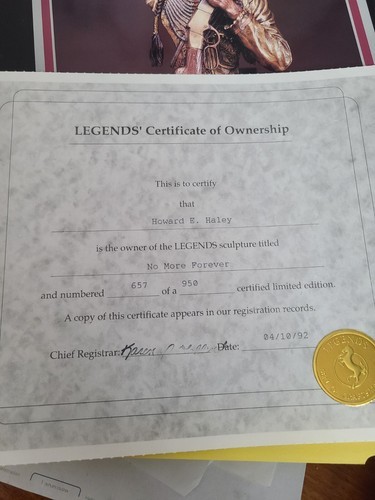 LEGENDS' Certificate of Ownership
This is to certify
that
Howard E. Haley
is the owner of the LEGENDS sculpture titled
No More Forever
and numbered 657 of a 950 certified limited edition.
A copy of this certificate appears in our registration records.
Chief Registrar: Karen Date: 04/10/92
LEGENDS